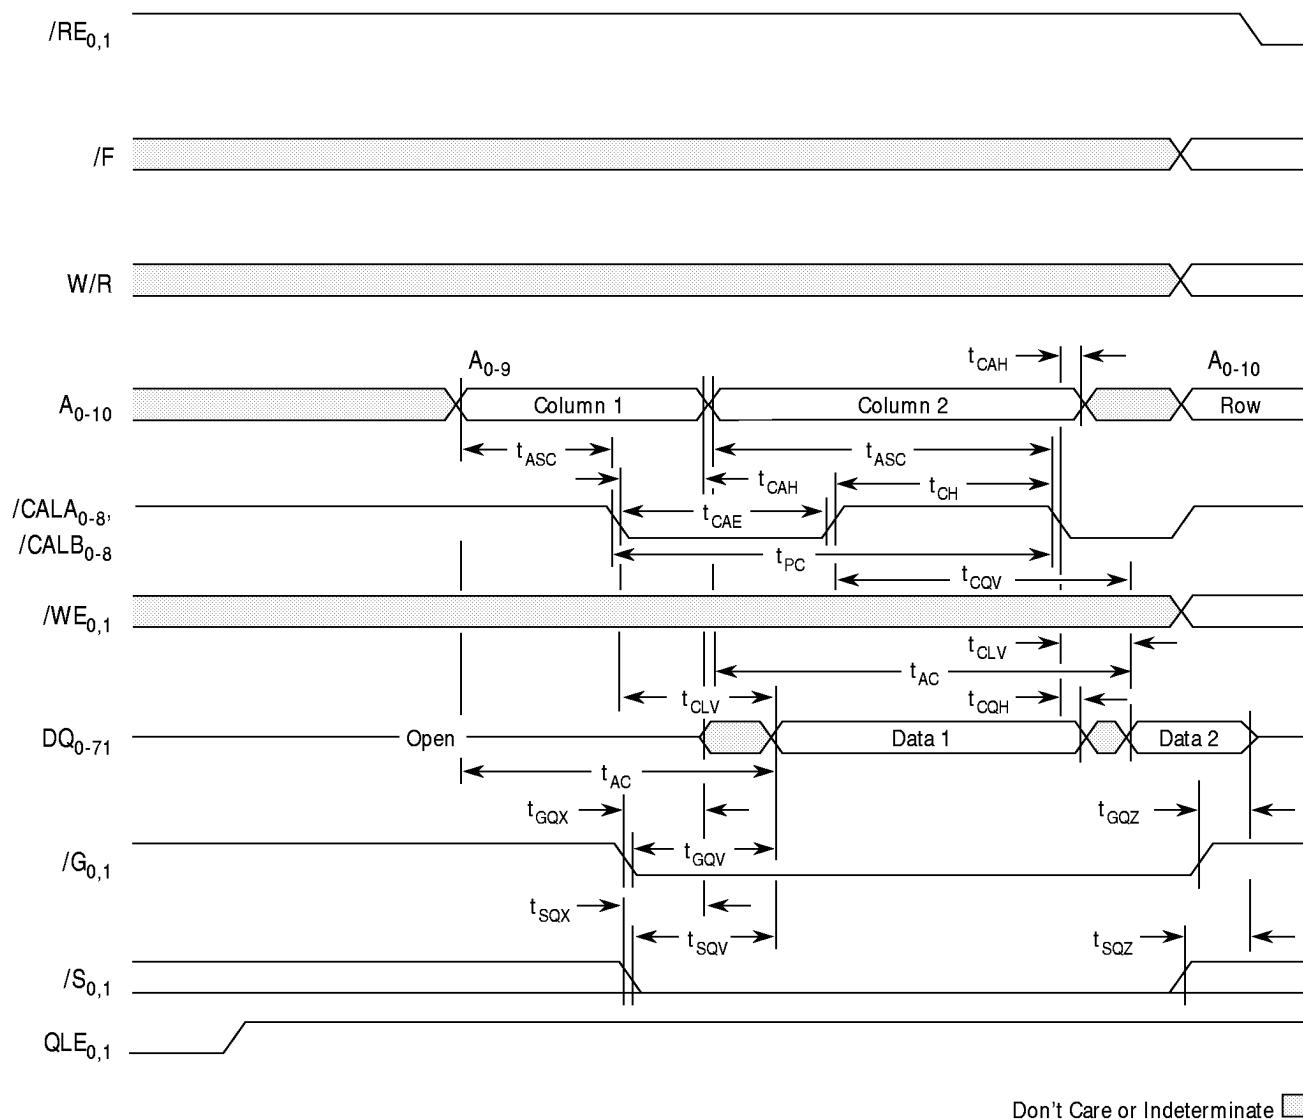 /RE0,1
/F
W/R
tCAH
A0-9
A0-10
A0-10
Column 1
Column 2
Row
tASC
tASC
tCAH
tCH
/CALA0-8,
tCAE
/CALB0-8
tPC
tCQV
/WE0,1
tCLV
tAC
tCLV
tCQH
DQ0-71
Open
Data 1
Data 2
tAC
tGQX
tGQZ
tGQV
/G0,1
tSQX
tSQV
tSQZ
/S0,1
QLE0,1
Don't Care or Indeterminate